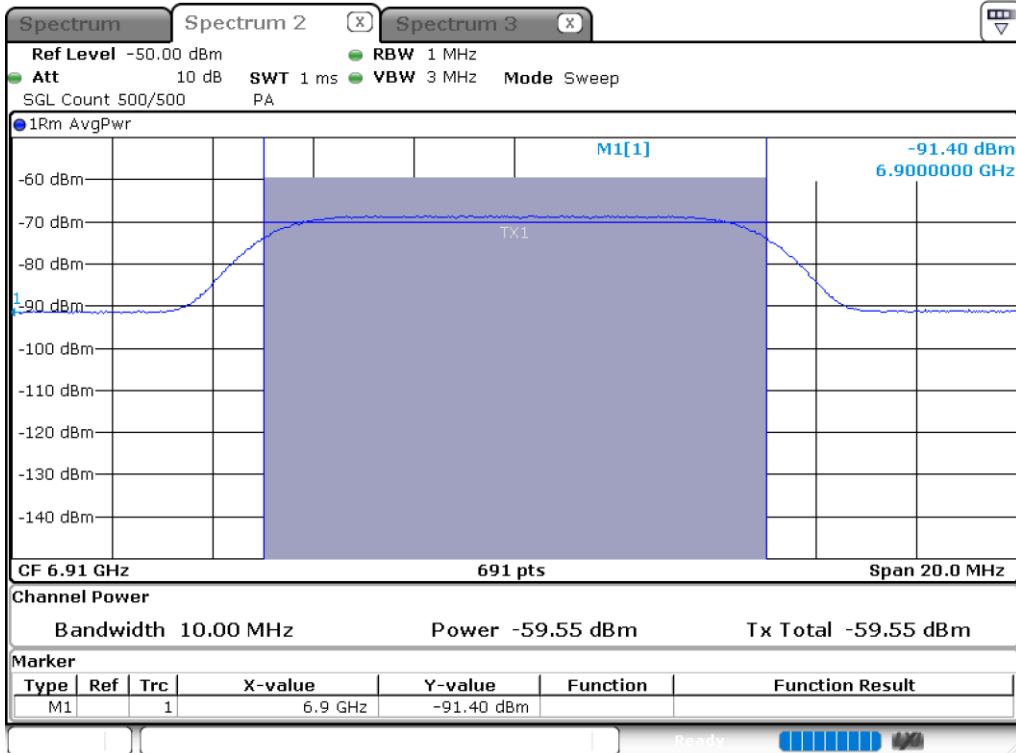 Spectrum Spectrum 2 X Spectrum 3 X
Ref Level -50.00 dBm RBW 1 MHz
Att 10 dB SWT 1 ms VBW 3 MHz Mode Sweep
SGL Count 500/500 PA
1Rm AvgPwr
M1[1] -91.40 dBm
6.9000000 GHz
-60 dBm
-70 dBm
TX1
-80 dBm
1
-90 dBm
-100 dBm
-110 dBm
-120 dBm
-130 dBm
-140 dBm
CF 6.91 GHz 691 pts Span 20.0 MHz
Channel Power
Bandwidth 10.00 MHz Power -59.55 dBm Tx Total -59.55 dBm
Marker
Type Ref Trc X-value Y-value Function Function Result
M1 1 6.9 GHz -91.40 dBm
Ready